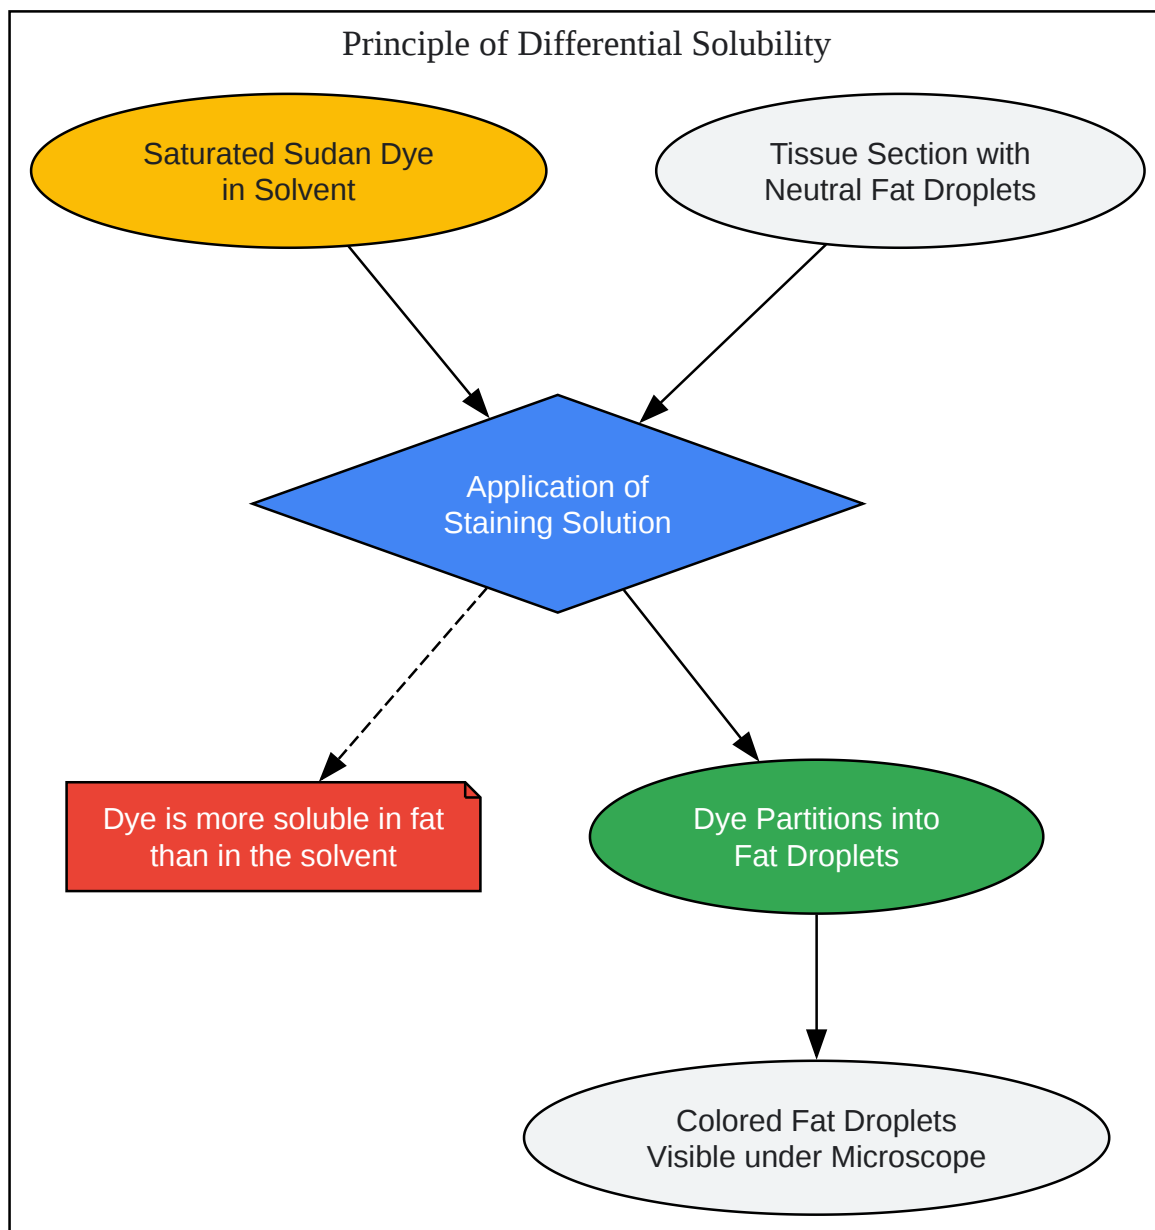 Principle of Differential Solubility
Saturated Sudan Dye
in Solvent
Tissue Section with
Neutral Fat Droplets
Application of
Staining Solution
Dye is more soluble in fat
than in the solvent
Dye Partitions into
Fat Droplets
Colored Fat Droplets
Visible under Microscope